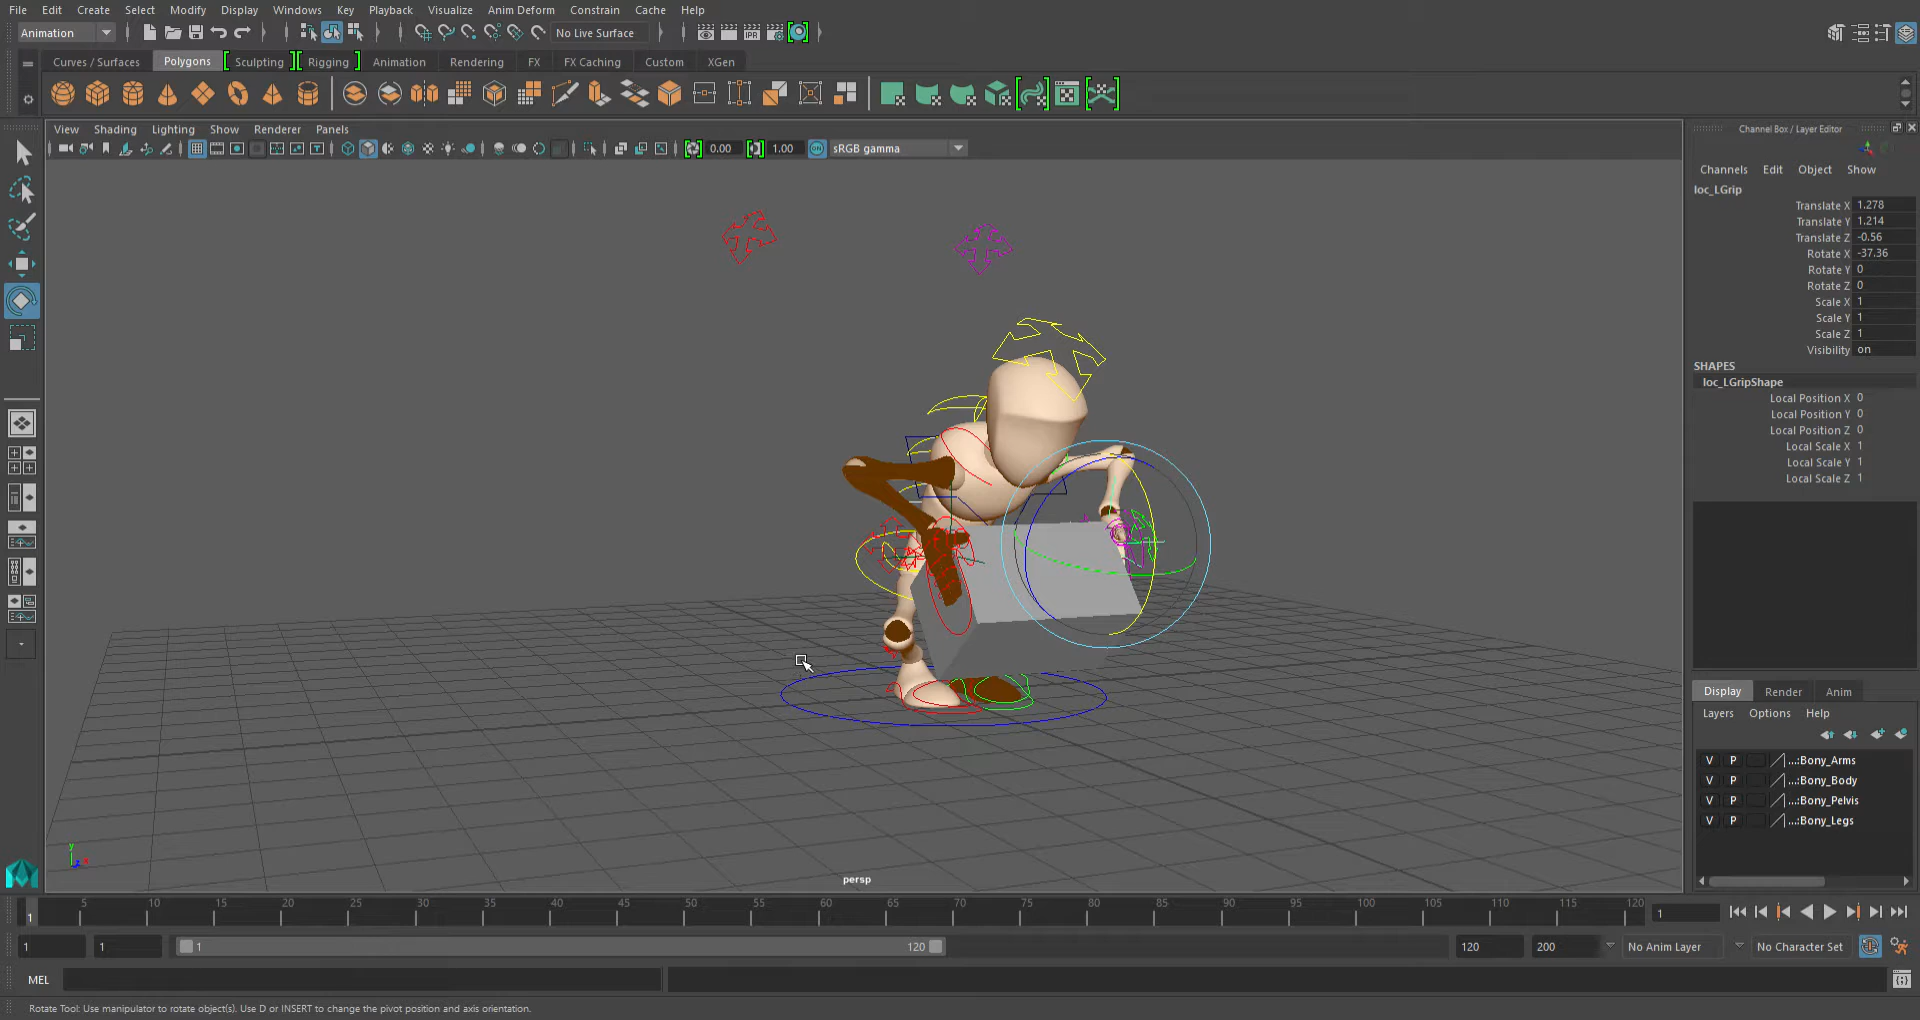 File Edit Create Select Modify Display Windows Key Playback Visualize Anim Deform Constrain Cache Help
Animation No Live Surface IPR
Curves / Surfaces Polygons Sculpting Rigging Animation Rendering FX FX Caching Custom XGen
View Shading Lighting Show Renderer Panels
0.00 1.00 ON sRGB gamma
Channel Box / Layer Editor
Channels Edit Object Show
loc_LGrip
Translate X 1.278
Translate Y 1.214
Translate Z -0.56
Rotate X -37.36
Rotate Y 0
Rotate Z 0
Scale X 1
Scale Y 1
Scale Z 1
Visibility on
SHAPES
loc_LGripShape
Local Position X 0
Local Position Y 0
Local Position Z 0
Local Scale X 1
Local Scale Y 1
Local Scale Z 1
Display Render Anim
Layers Options Help
V P ...:Bony_Arms
V P ...:Bony_Body
V P ...:Bony_Pelvis
V P ...:Bony_Legs
y
x
persp
1 5 10 15 20 25 30 35 40 45 50 55 60 65 70 75 80 85 90 95 100 105 110 115 120 1
1 1 1 120 120 200 No Anim Layer No Character Set
MEL
Rotate Tool: Use manipulator to rotate object(s). Use D or INSERT to change the pivot position and axis orientation.